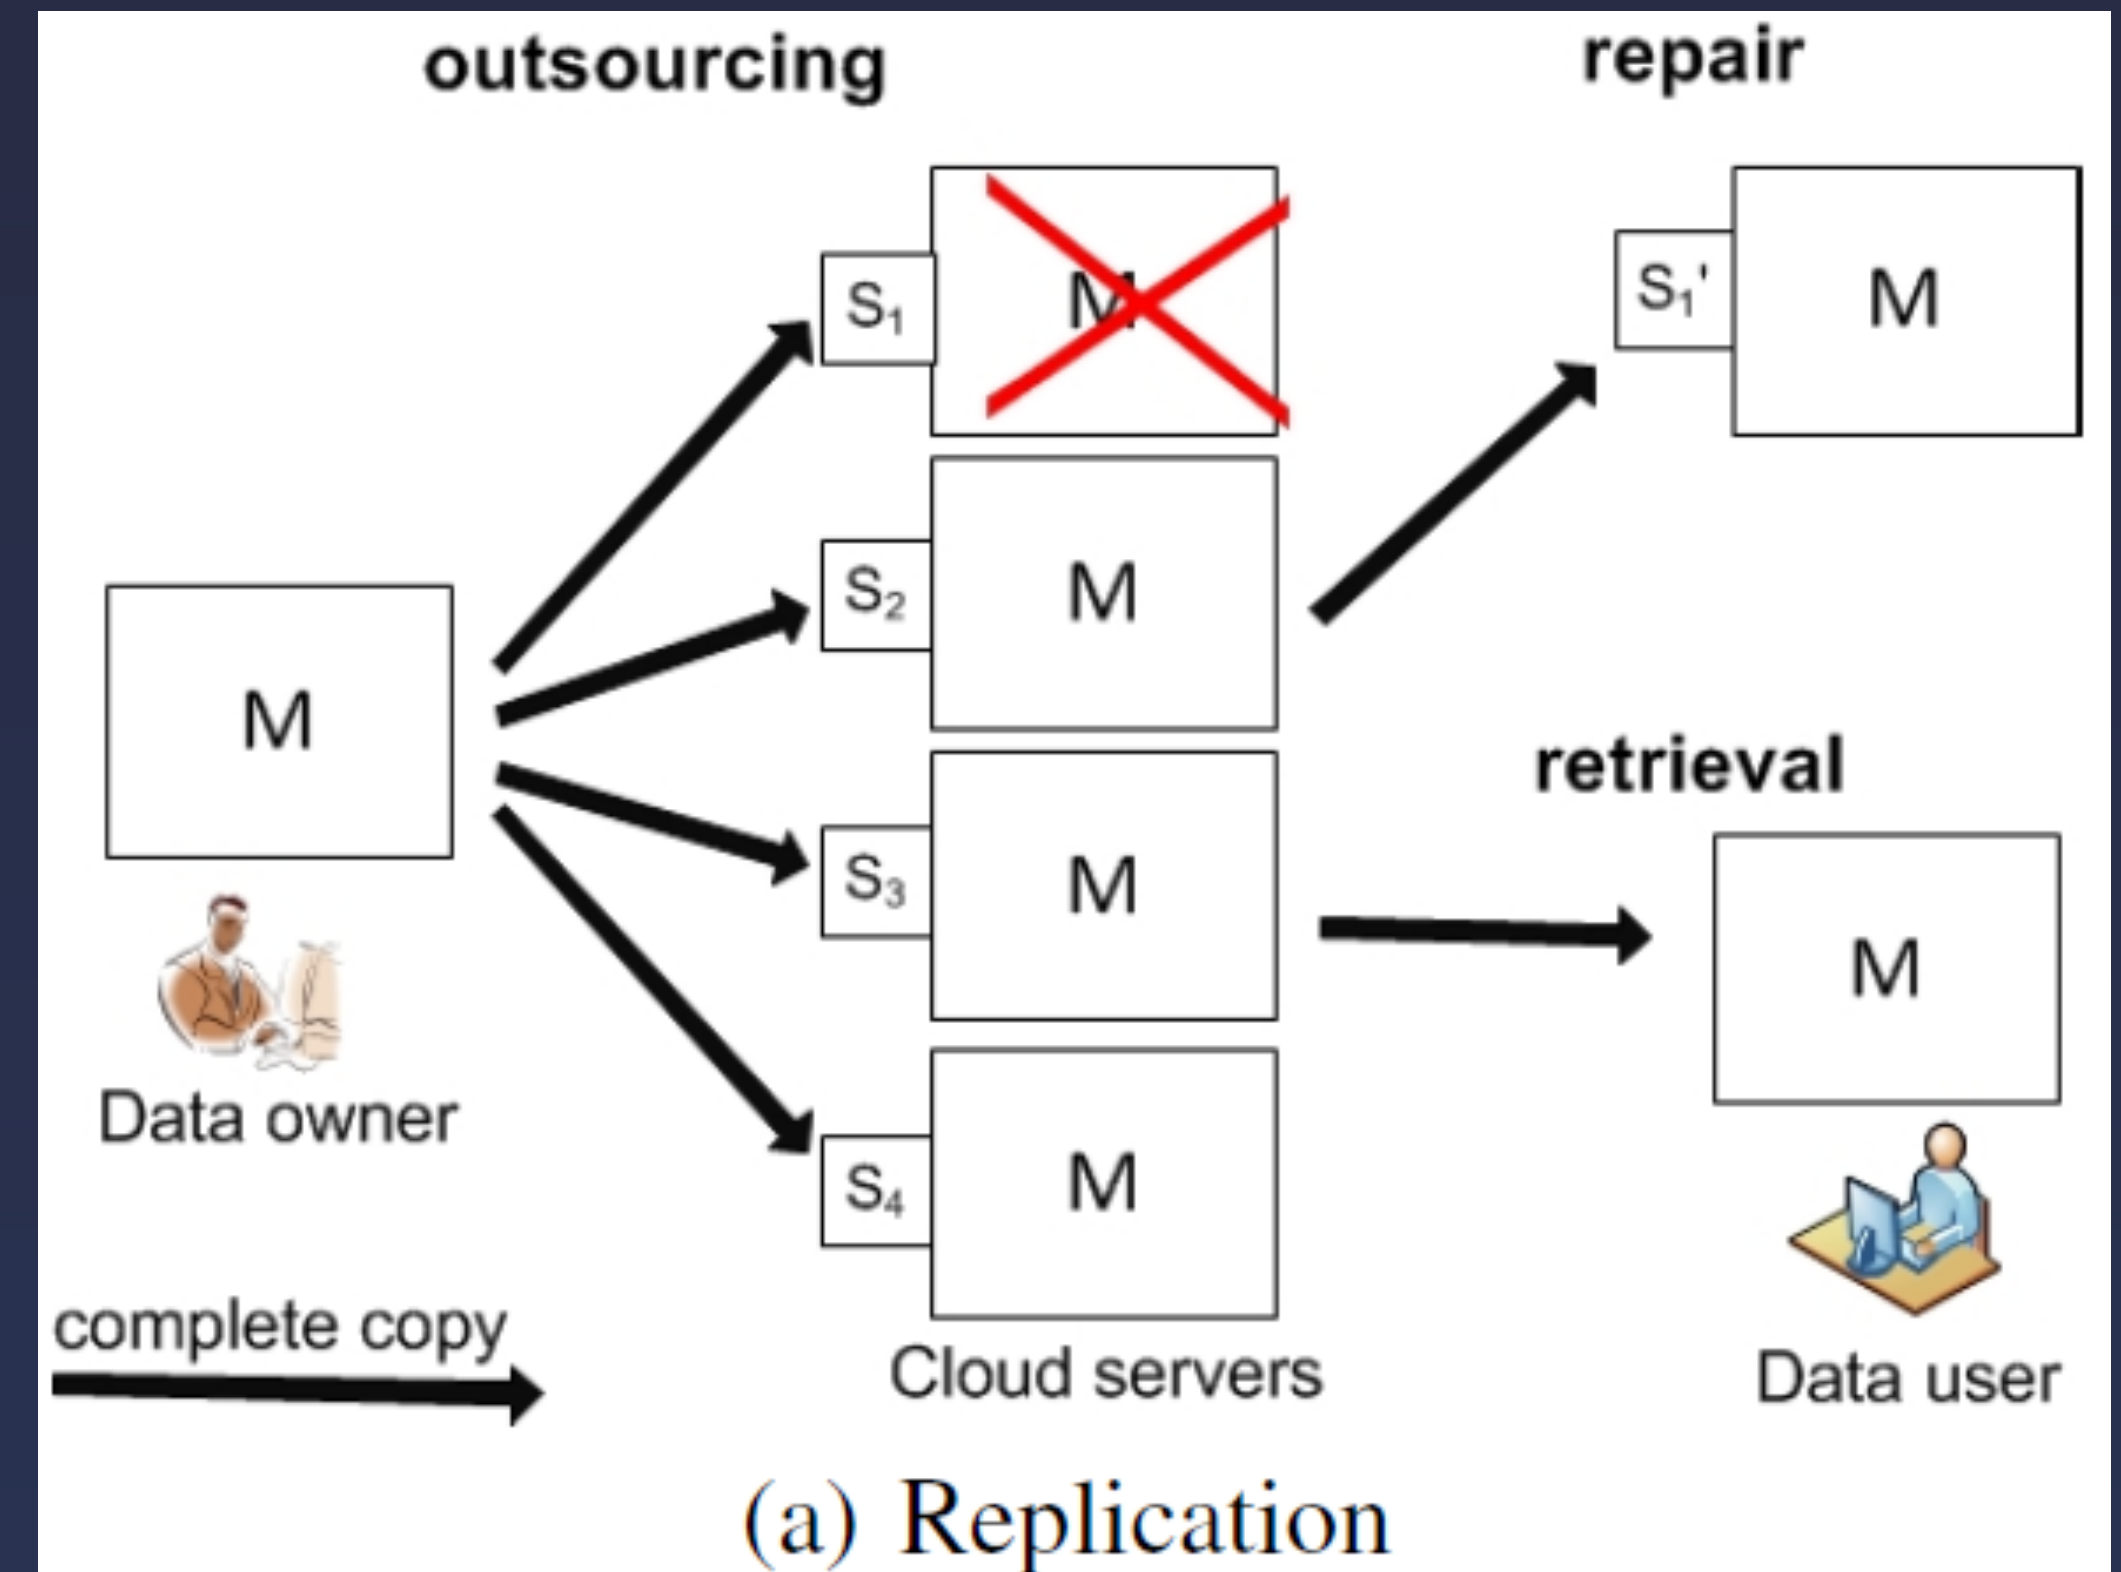 outsourcing
repair
S₁ M
S₁' M
S₂ M
M
retrieval
S₃ M
M
Data owner
S₄ M
complete copy
Cloud servers
Data user
(a) Replication